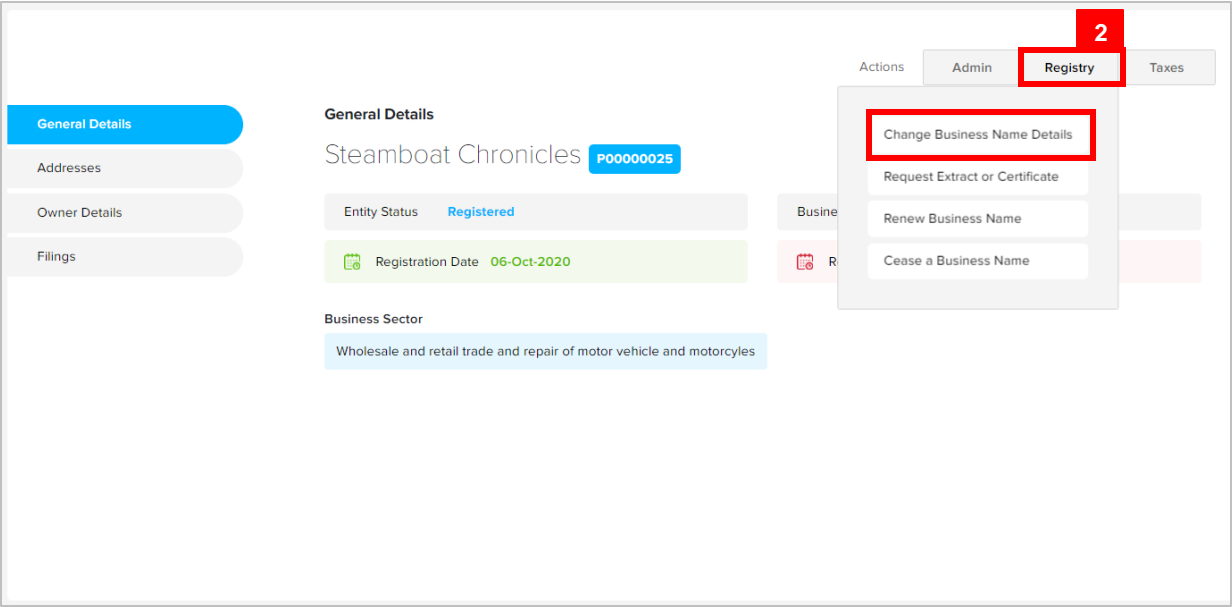 2
Actions
Admin
Registry
Taxes
General Details
Addresses
Owner Details
Filings
General Details
Steamboat Chronicles P00000025
Entity Status Registered
Registration Date 06-Oct-2020
Business Sector
Wholesale and retail trade and repair of motor vehicle and motorcyles
Change Business Name Details
Request Extract or Certificate
Renew Business Name
Cease a Business Name